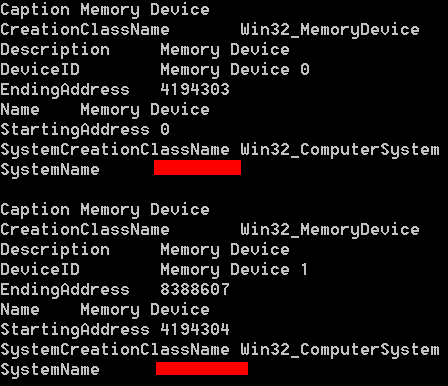 Caption Memory Device
CreationClassName Win32_MemoryDevice
Description Memory Device
DeviceID Memory Device 0
EndingAddress 4194303
Name Memory Device
StartingAddress 0
SystemCreationClassName Win32_ComputerSystem
SystemName
Caption Memory Device
CreationClassName Win32_MemoryDevice
Description Memory Device
DeviceID Memory Device 1
EndingAddress 8388607
Name Memory Device
StartingAddress 4194304
SystemCreationClassName Win32_ComputerSystem
SystemName